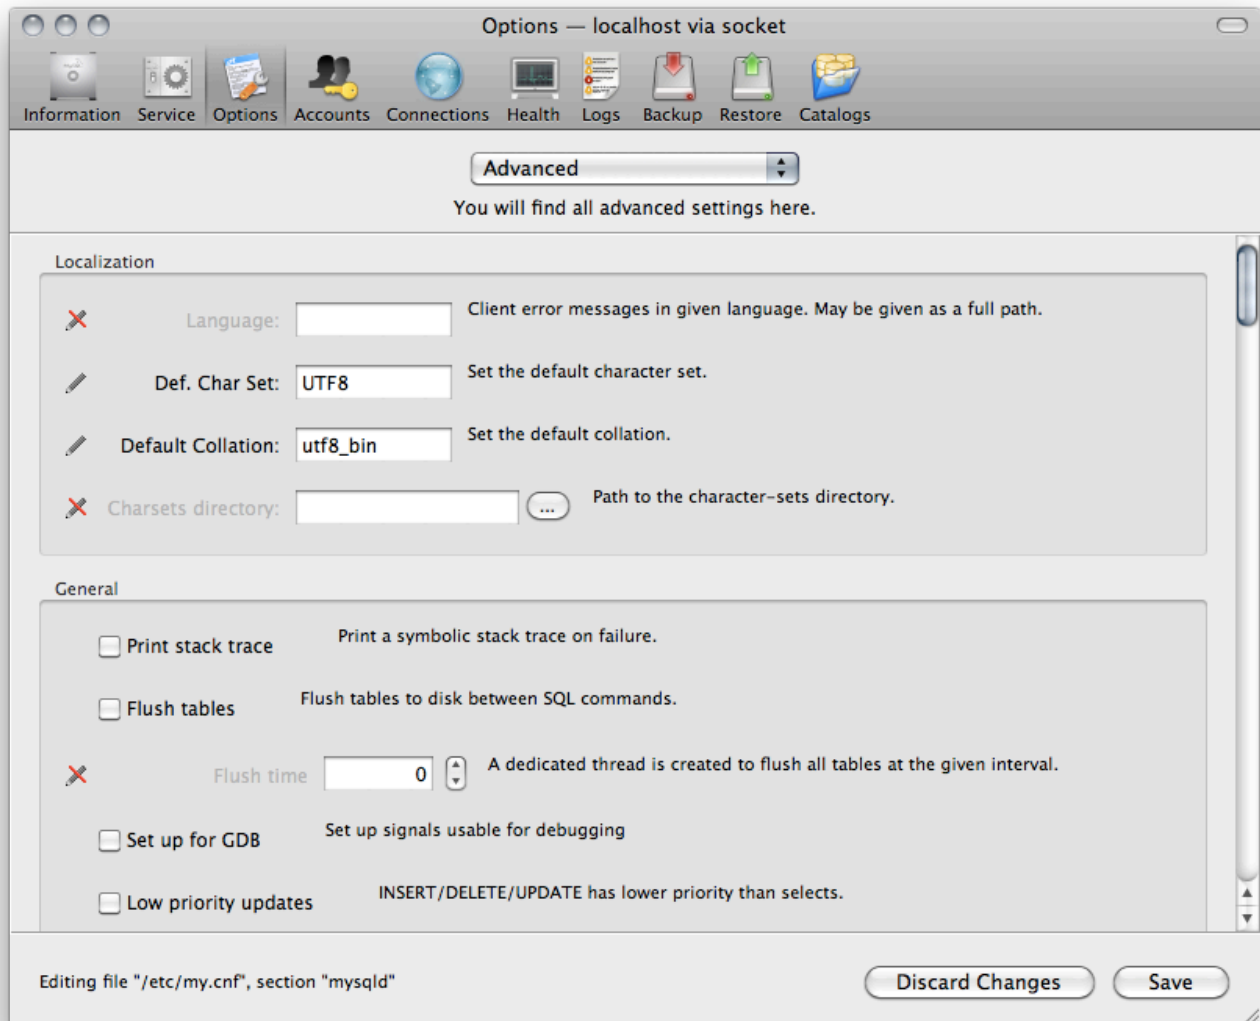 Options — localhost via socket
Information Service Options Accounts Connections Health Logs Backup Restore Catalogs
Advanced
You will find all advanced settings here.
Localization
Language: Client error messages in given language. May be given as a full path.
Def. Char Set: UTF8 Set the default character set.
Default Collation: utf8_bin Set the default collation.
Charsets directory: ... Path to the character-sets directory.
General
Print stack trace Print a symbolic stack trace on failure.
Flush tables Flush tables to disk between SQL commands.
Flush time 0 A dedicated thread is created to flush all tables at the given interval.
Set up for GDB Set up signals usable for debugging
Low priority updates INSERT/DELETE/UPDATE has lower priority than selects.
Editing file "/etc/my.cnf", section "mysqld" Discard Changes Save